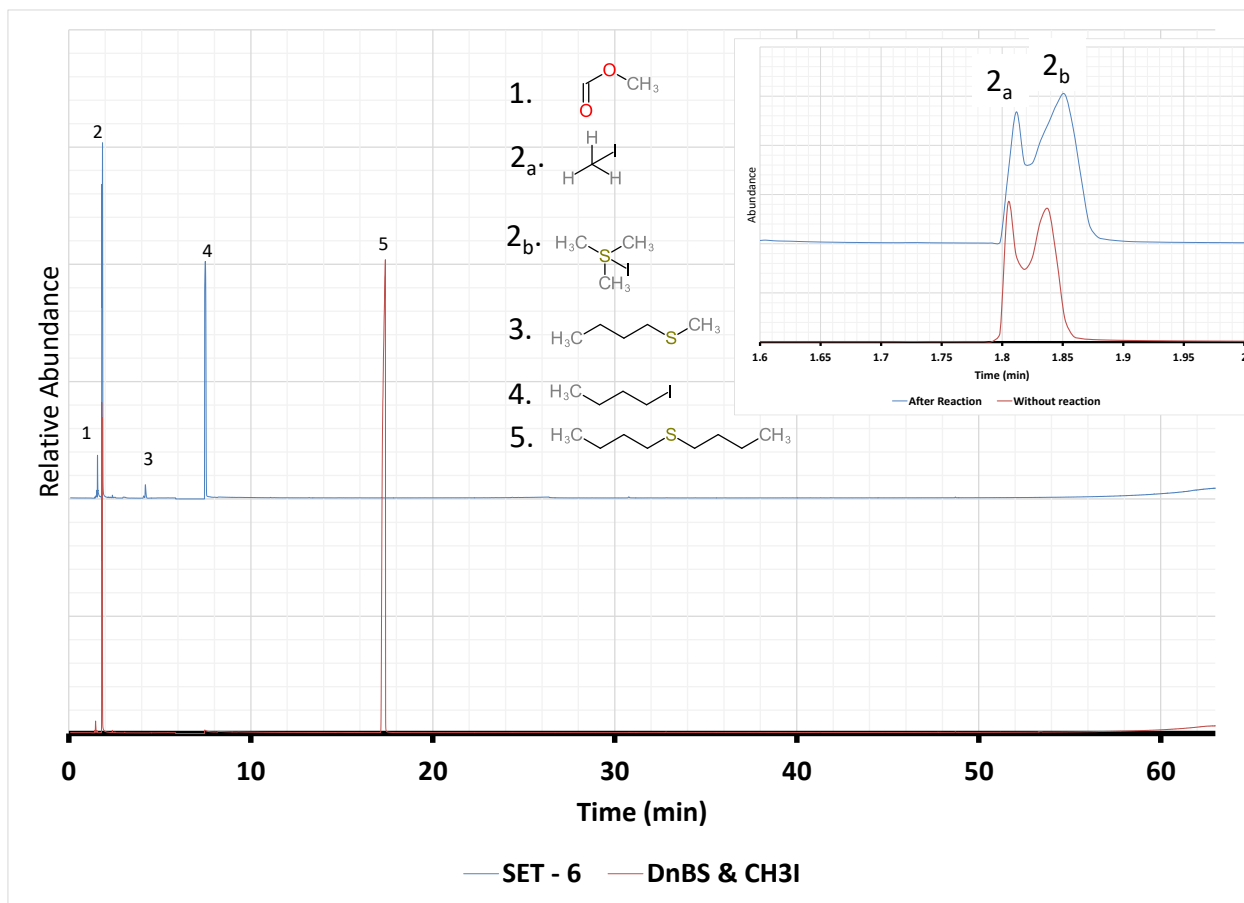 Relative Abundance
2
1
3
4
5
1.
O
CH3
O
2a.
H
I
H
H
2b.
H3C
CH3
S
I
CH3
3.
H3C
S
CH3
4.
H3C
I
5.
H3C
S
CH3
0
10
20
30
40
50
60
Time (min)
SET - 6
DnBS & CH3I
2a
2b
Abundance
1.6
1.65
1.7
1.75
1.8
1.85
1.9
1.95
2
Time (min)
After Reaction
Without reaction